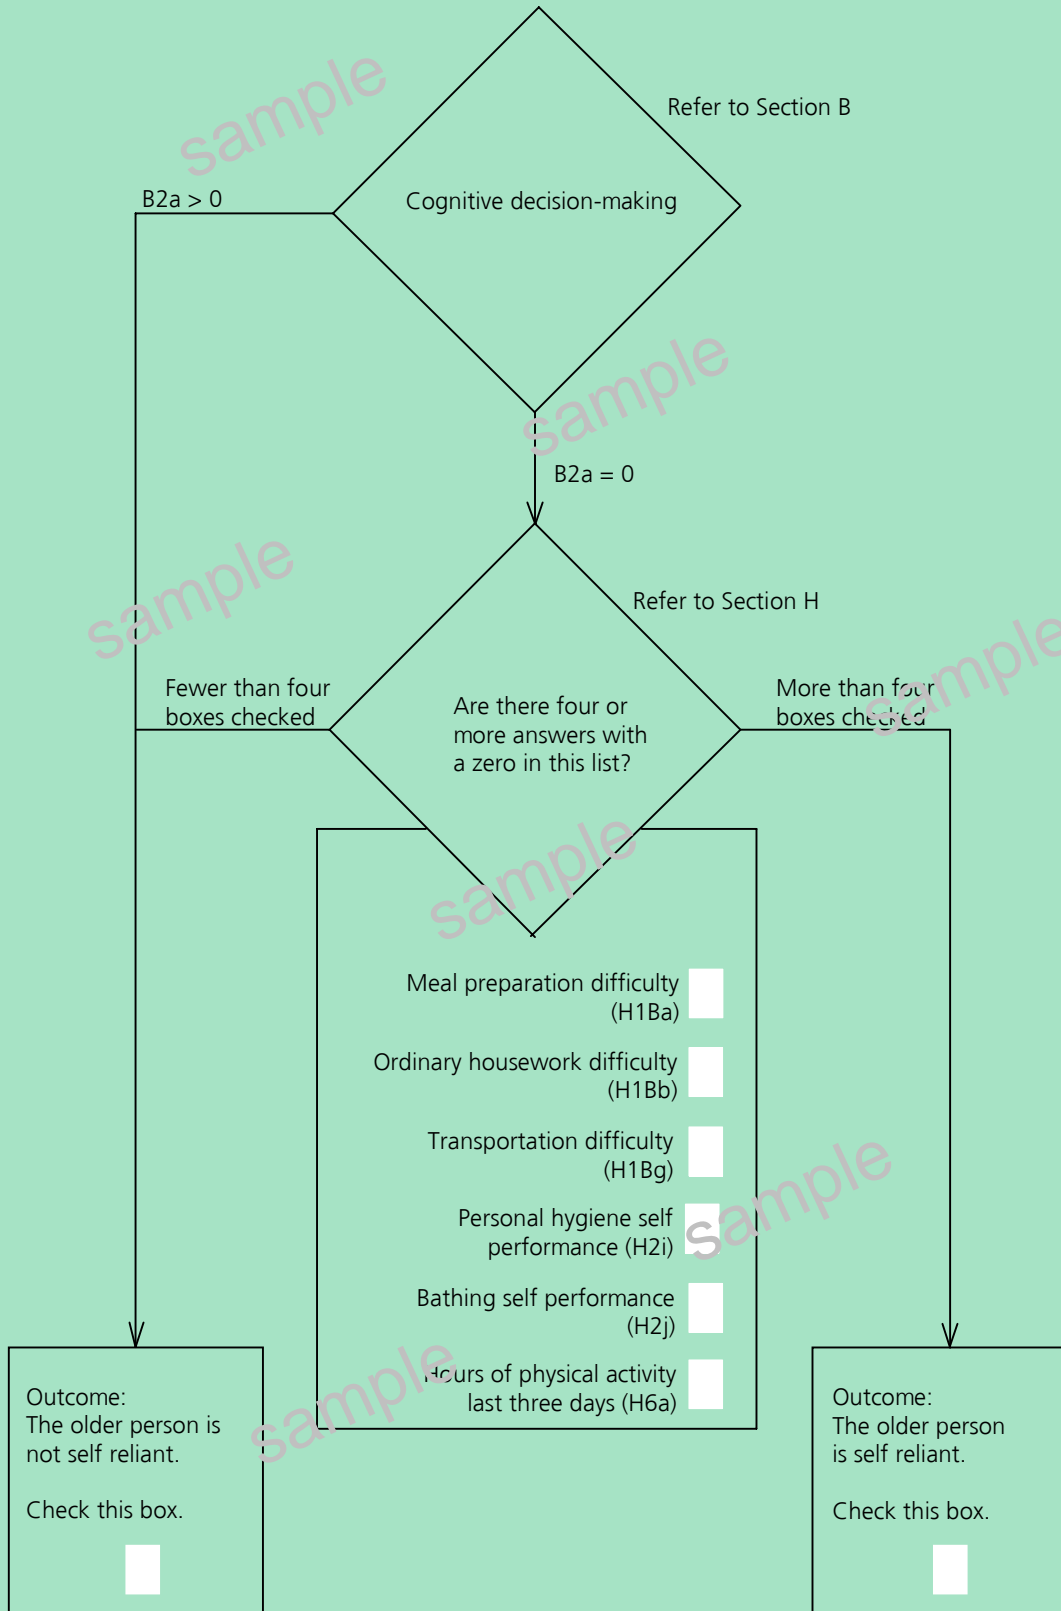 sample
Refer to Section B
B2a > 0
Cognitive decision-making
sample
B2a = 0
sample
Refer to Section H
sample
Fewer than four
boxes checked
Are there four or
more answers with
a zero in this list?
More than four
boxes checked
sample
Meal preparation difficulty
(H1Ba)
Ordinary housework difficulty
(H1Bb)
Transportation difficulty
(H1Bg)
sample
Personal hygiene self
performance (H2i)
Bathing self performance
(H2j)
Hours of physical activity
last three days (H6a)
sample
Outcome:
The older person is
not self reliant.
Check this box.
Outcome:
The older person
is self reliant.
Check this box.